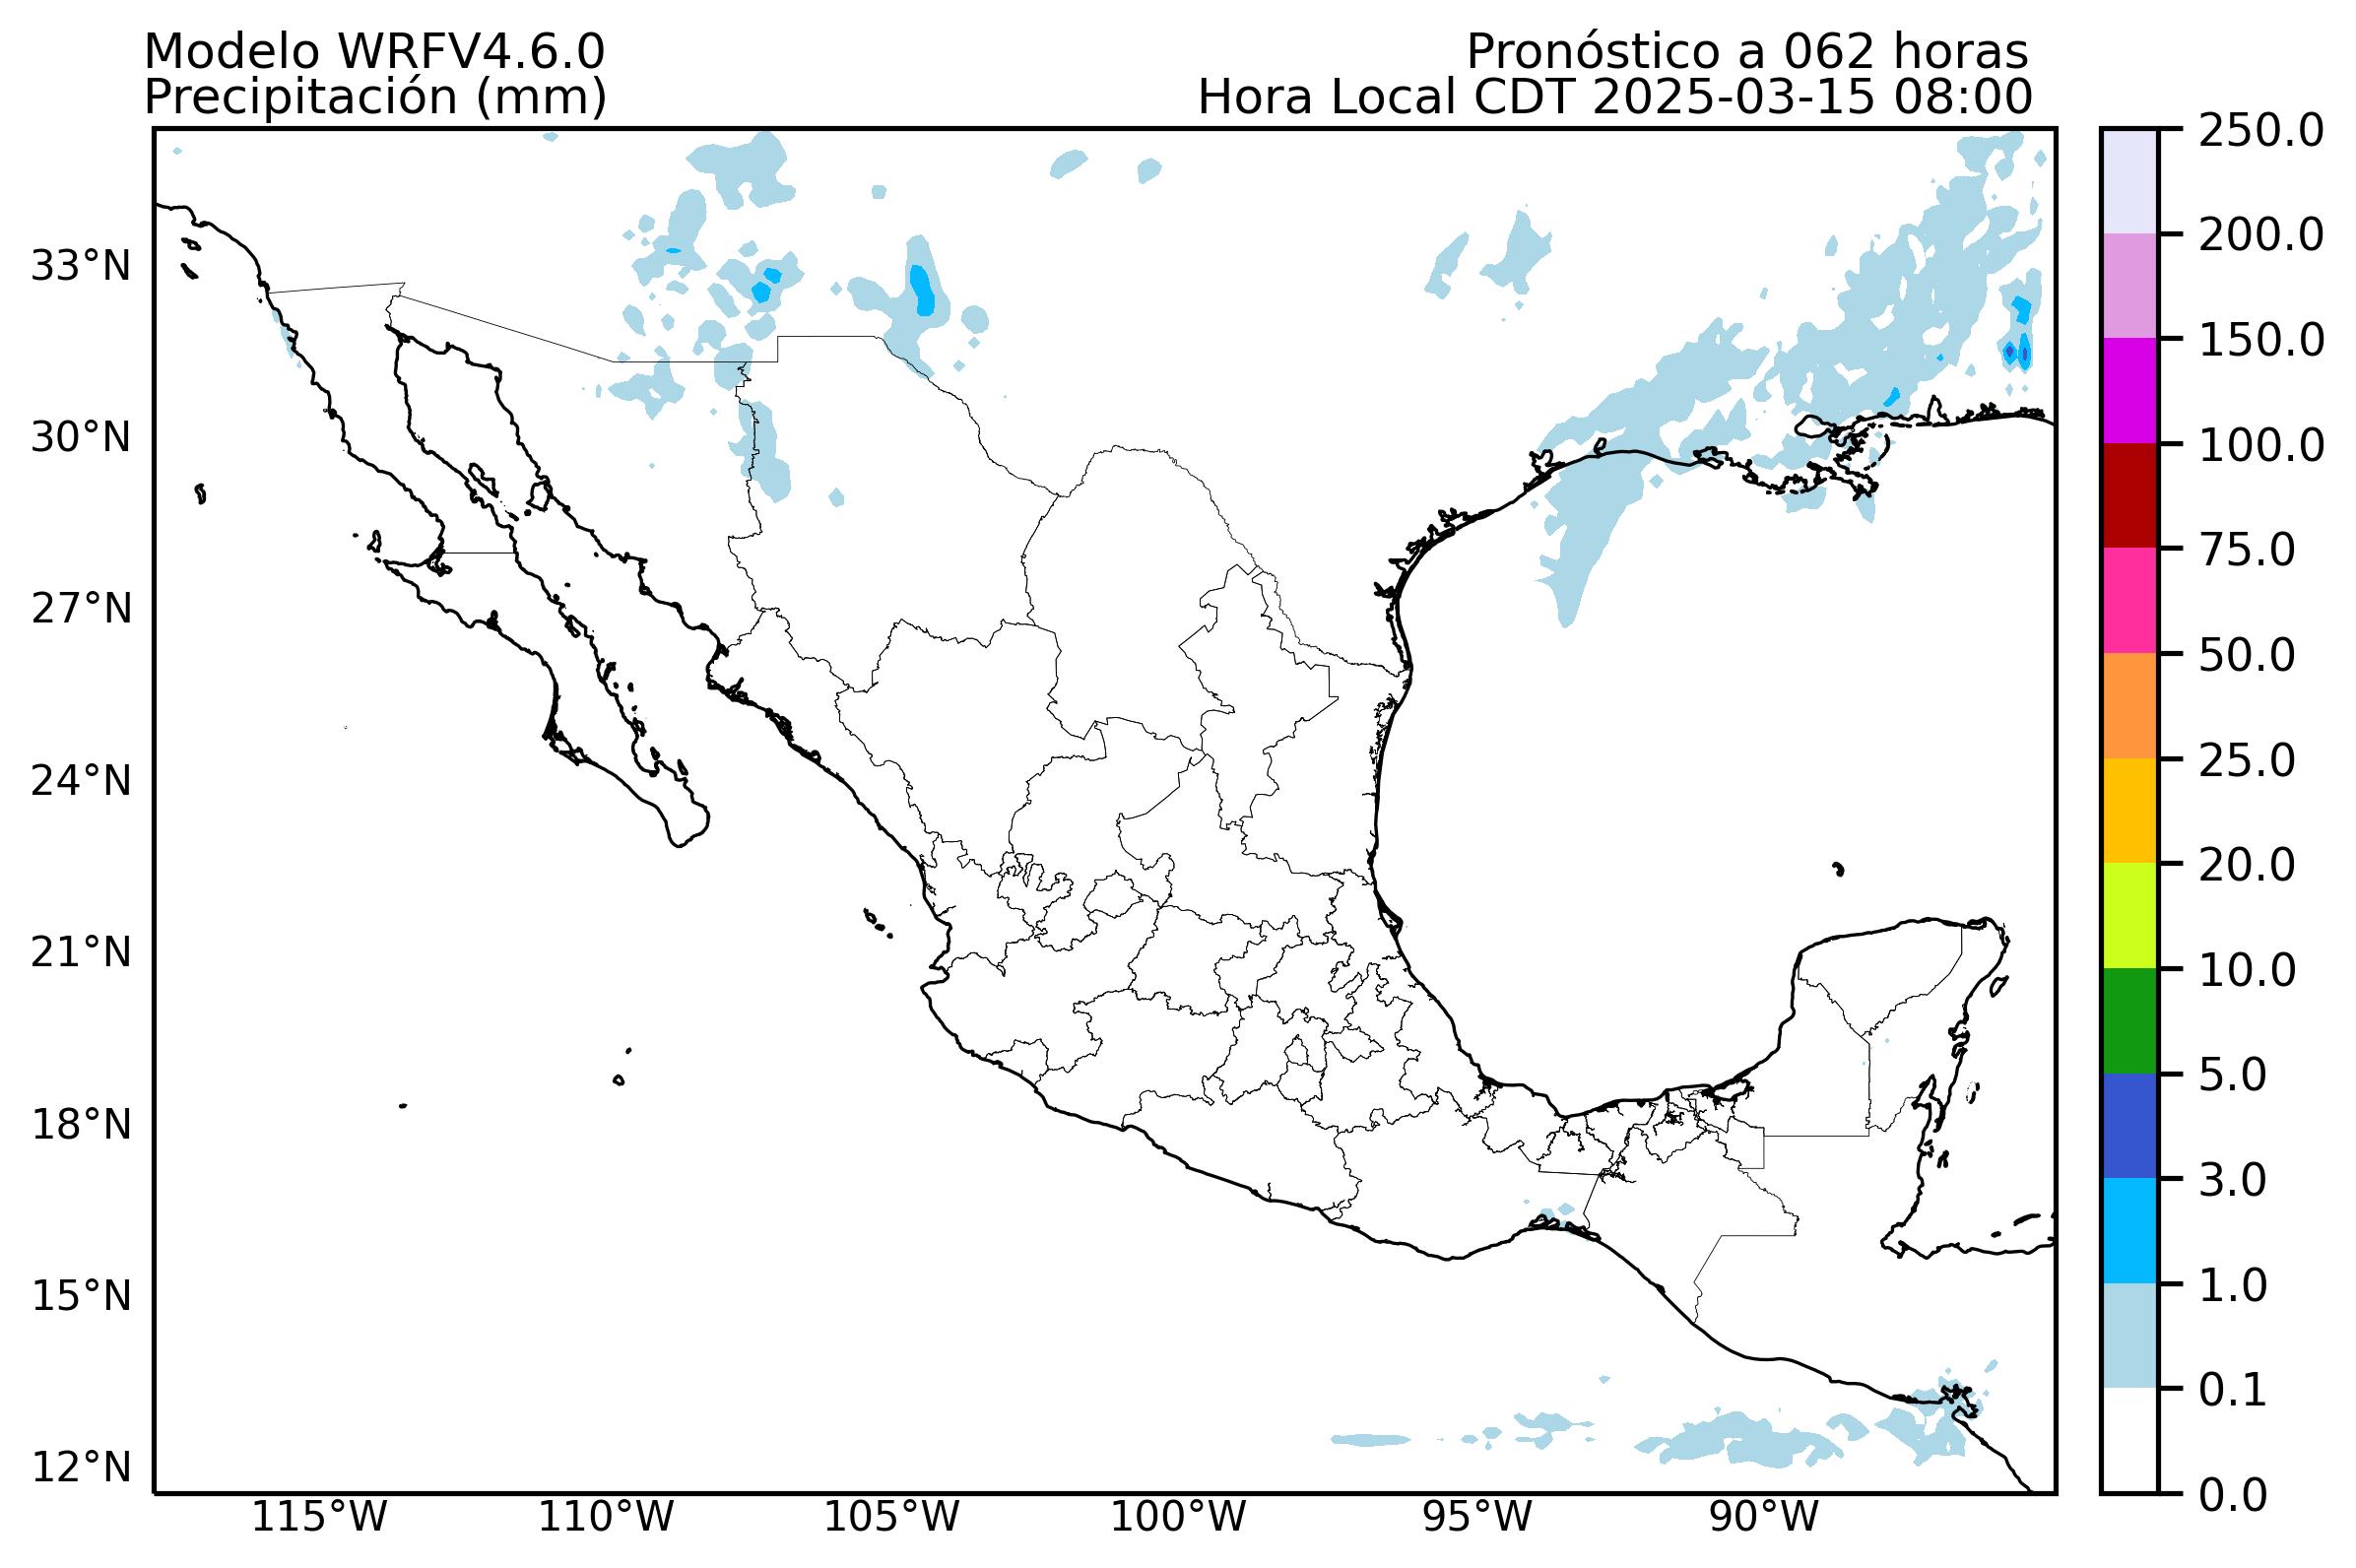 Modelo WRFV4.6.0
Precipitación (mm)
Pronóstico a 062 horas
Hora Local CDT 2025-03-15 08:00
33°N
30°N
27°N
24°N
21°N
18°N
15°N
12°N
115°W
110°W
105°W
100°W
95°W
90°W
250.0
200.0
150.0
100.0
75.0
50.0
25.0
20.0
10.0
5.0
3.0
1.0
0.1
0.0